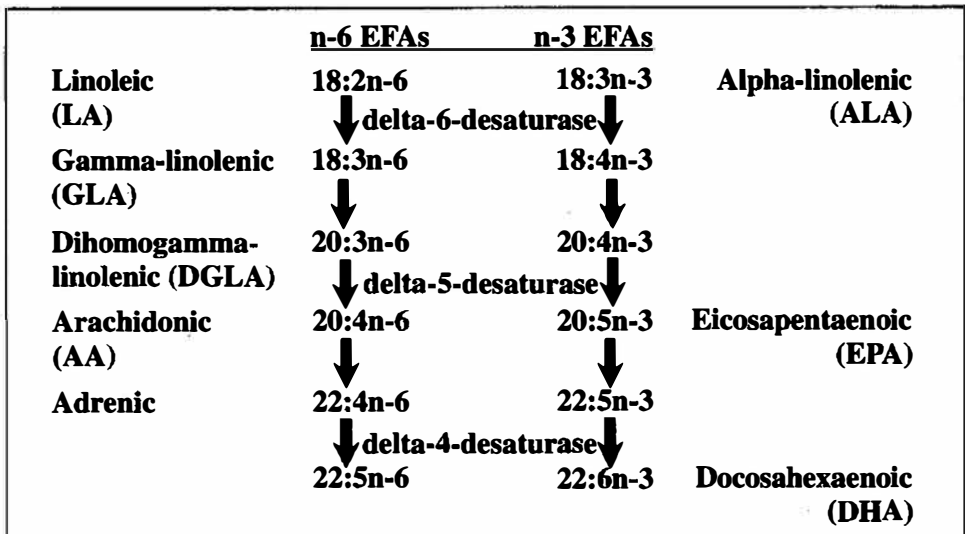 n-6 EFAs n-3 EFAs
Linoleic 18:2n-6 18:3n-3 Alpha-linolenic
(LA) delta-6-desaturase (ALA)
Gamma-linolenic 18:3n-6 18:4n-3
(GLA)
Dihomogamma- 20:3n-6 20:4n-3
linolenic (DGLA) delta-5-desaturase
Arachidonic 20:4n-6 20:5n-3 Eicosapentaenoic
(AA) (EPA)
Adrenic 22:4n-6 22:5n-3
delta-4-desaturase
22:5n-6 22:6n-3 Docosahexaenoic
(DHA)